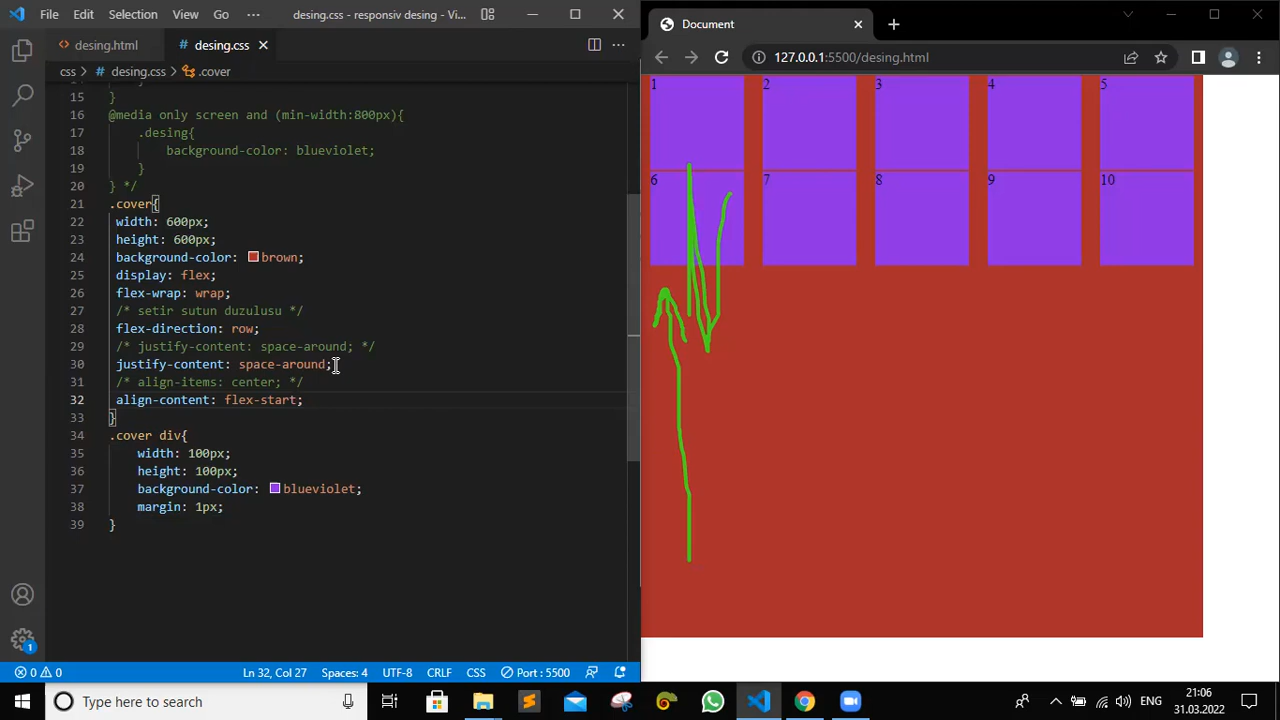 File Edit Selection View Go ··· desing.css - responsiv desing - Vi...
Document
desing.html
desing.css
127.0.0.1:5500/desing.html
css > # desing.css > .cover
15 }
16 @media only screen and (min-width:800px){
17 .desing{
18 background-color: blueviolet;
19 }
20 } */
21 .cover{
22 width: 600px;
23 height: 600px;
24 background-color: brown;
25 display: flex;
26 flex-wrap: wrap;
27 /* setir sutun duzulusu */
28 flex-direction: row;
29 /* justify-content: space-around; */
30 justify-content: space-around;
31 /* align-items: center; */
32 align-content: flex-start;
33 }
34 .cover div{
35 width: 100px;
36 height: 100px;
37 background-color: blueviolet;
38 margin: 1px;
39 }
1 2 3 4 5
6 7 8 9 10
1
0 0 Ln 32, Col 27 Spaces: 4 UTF-8 CRLF CSS Port : 5500
Type here to search
ENG
21:06
31.03.2022